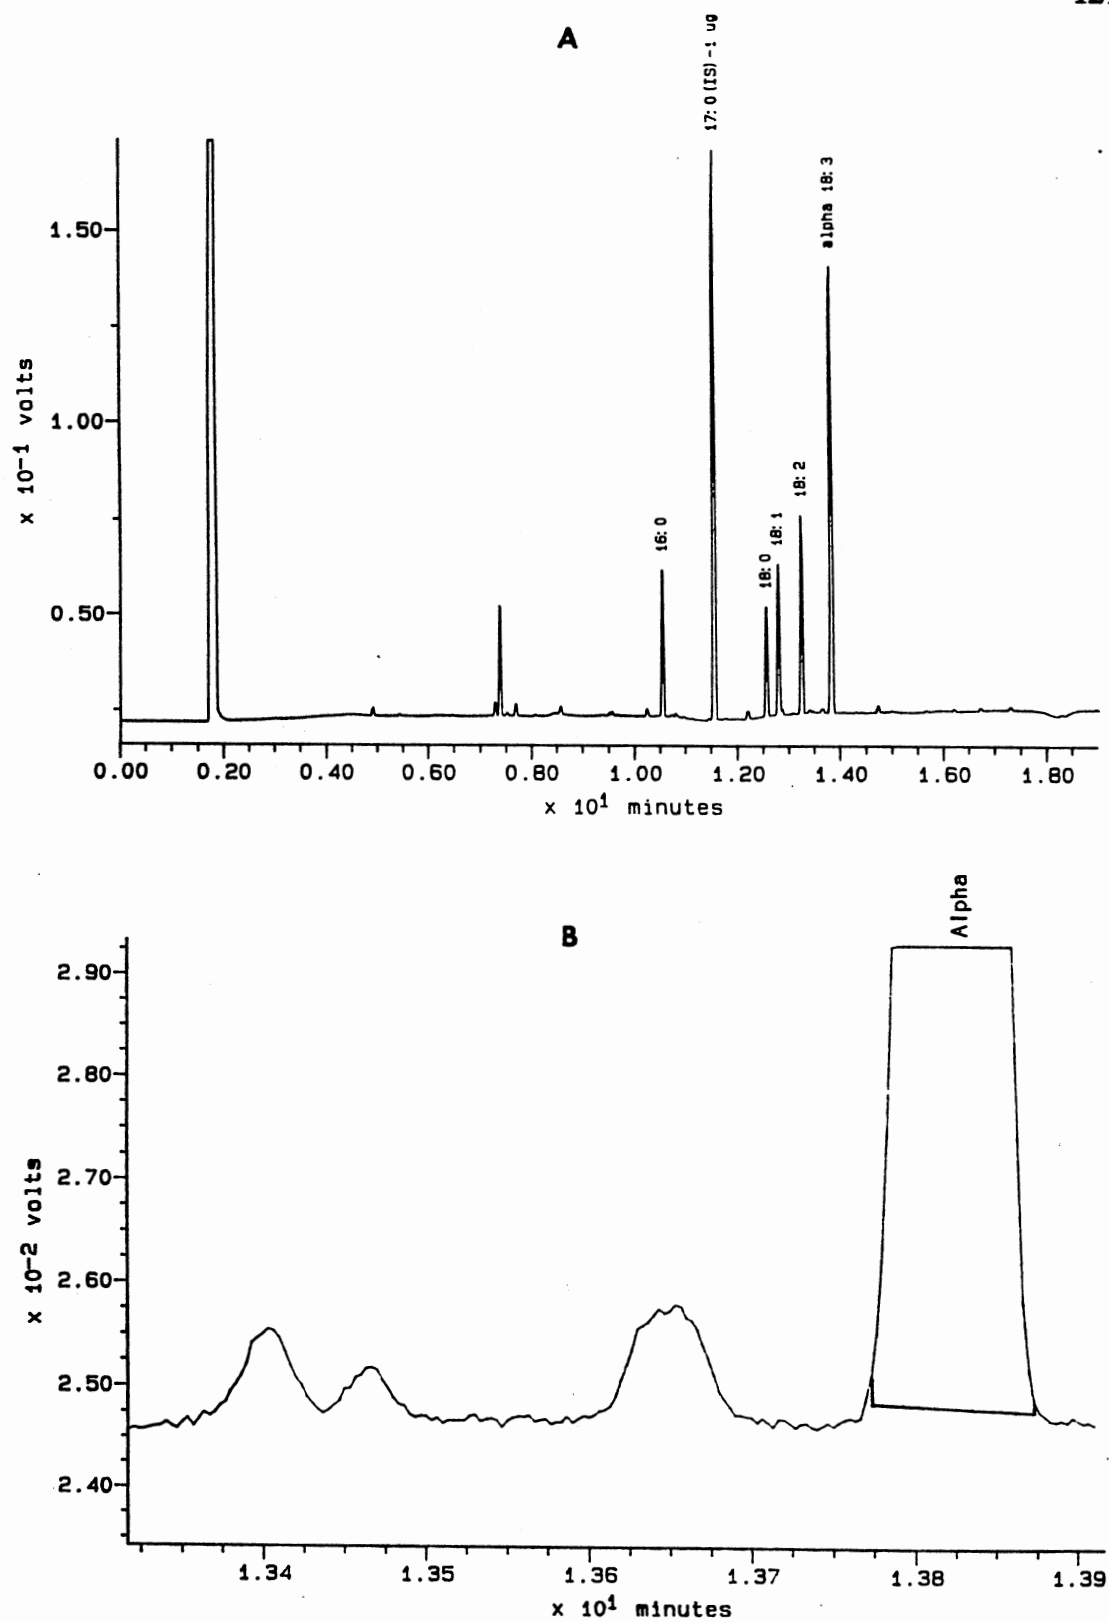 A
17:0(IS)-1 ug
alpha 18:3
18:2
18:1
18:0
16:0
1.50
1.00
0.50
x 10-1 volts
0.00 0.20 0.40 0.60 0.80 1.00 1.20 1.40 1.60 1.80
x 10¹ minutes
B
Alpha
2.90
2.80
2.70
2.60
2.50
2.40
x 10-2 volts
1.34 1.35 1.36 1.37 1.38 1.39
x 10¹ minutes